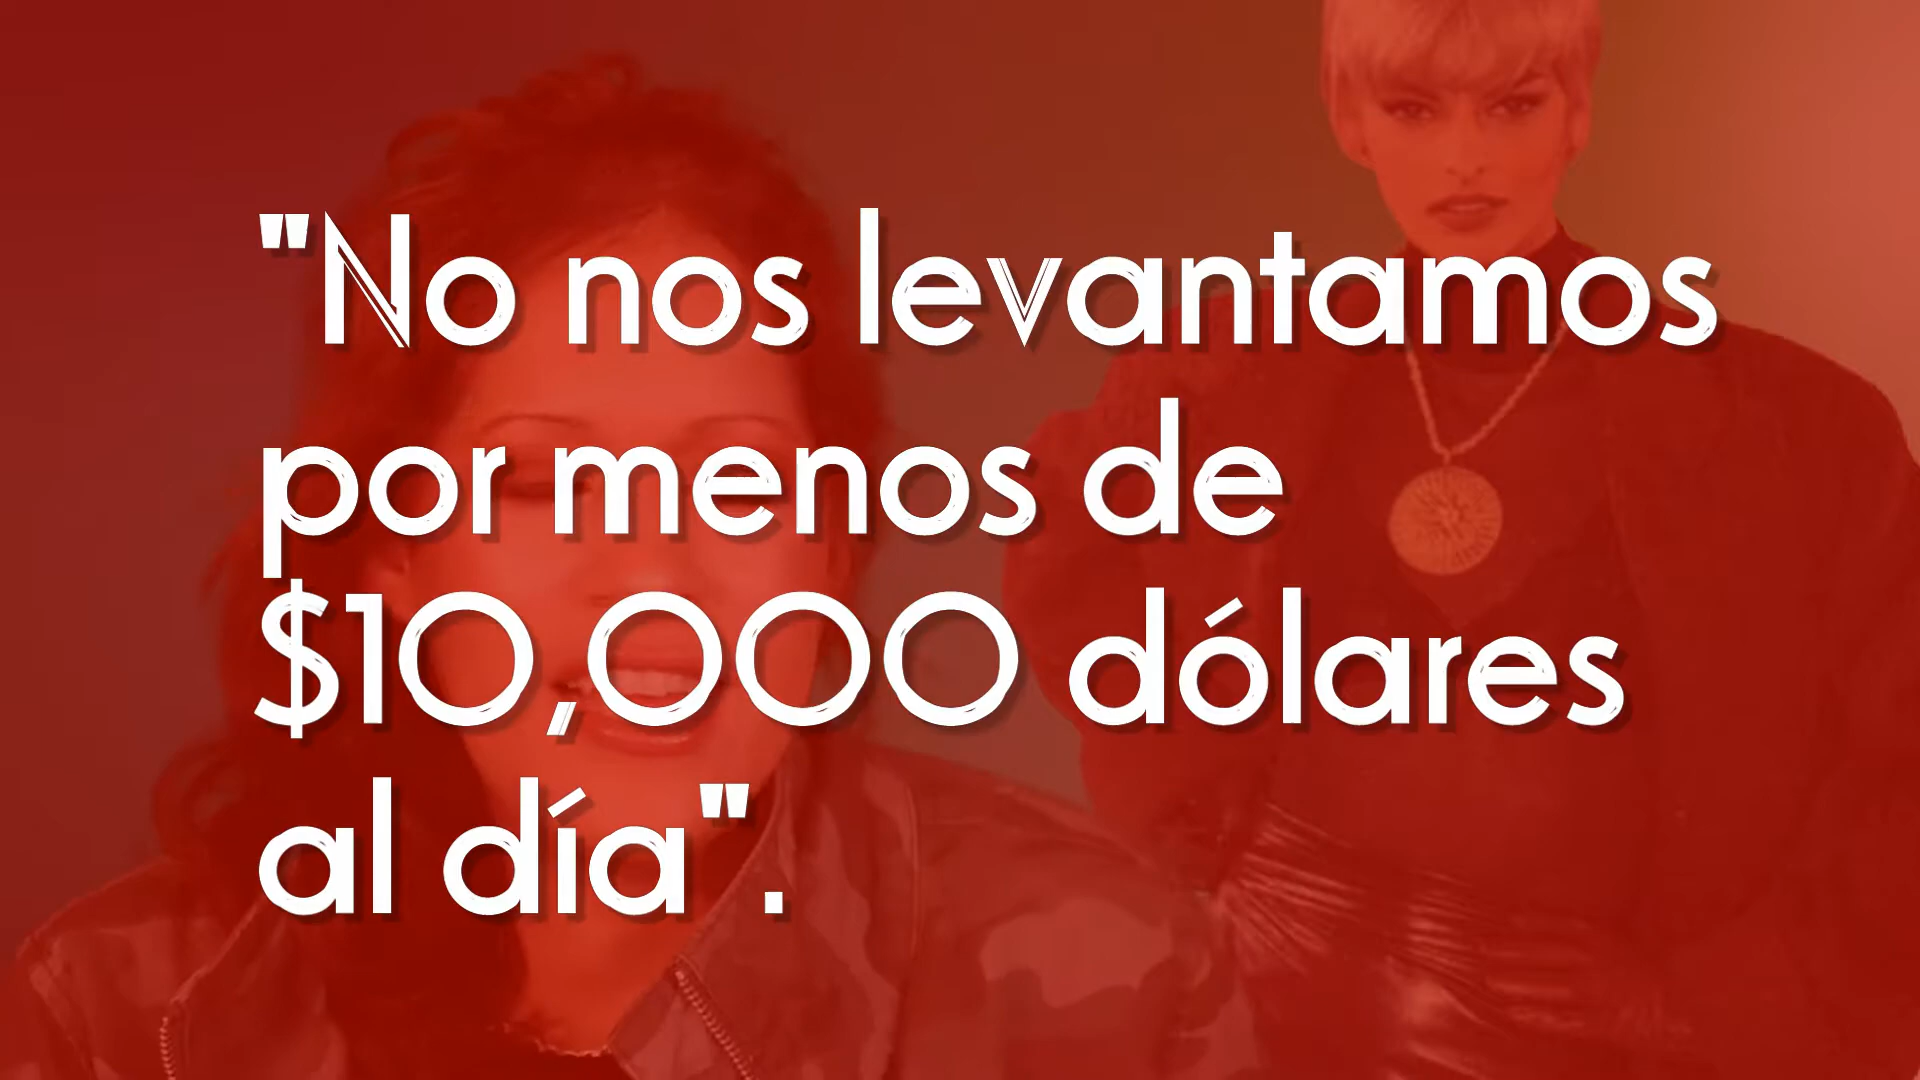 "No nos levantamos
por menos de
$10,000 dólares
al día".